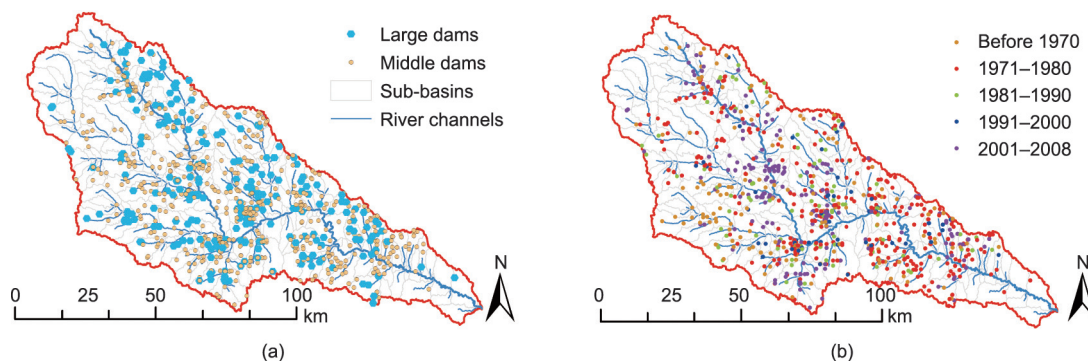 Large dams
Middle dams
Sub-basins
River channels
N
0 25 50 100
km
(a)
Before 1970
1971–1980
1981–1990
1991–2000
2001–2008
N
0 25 50 100
km
(b)